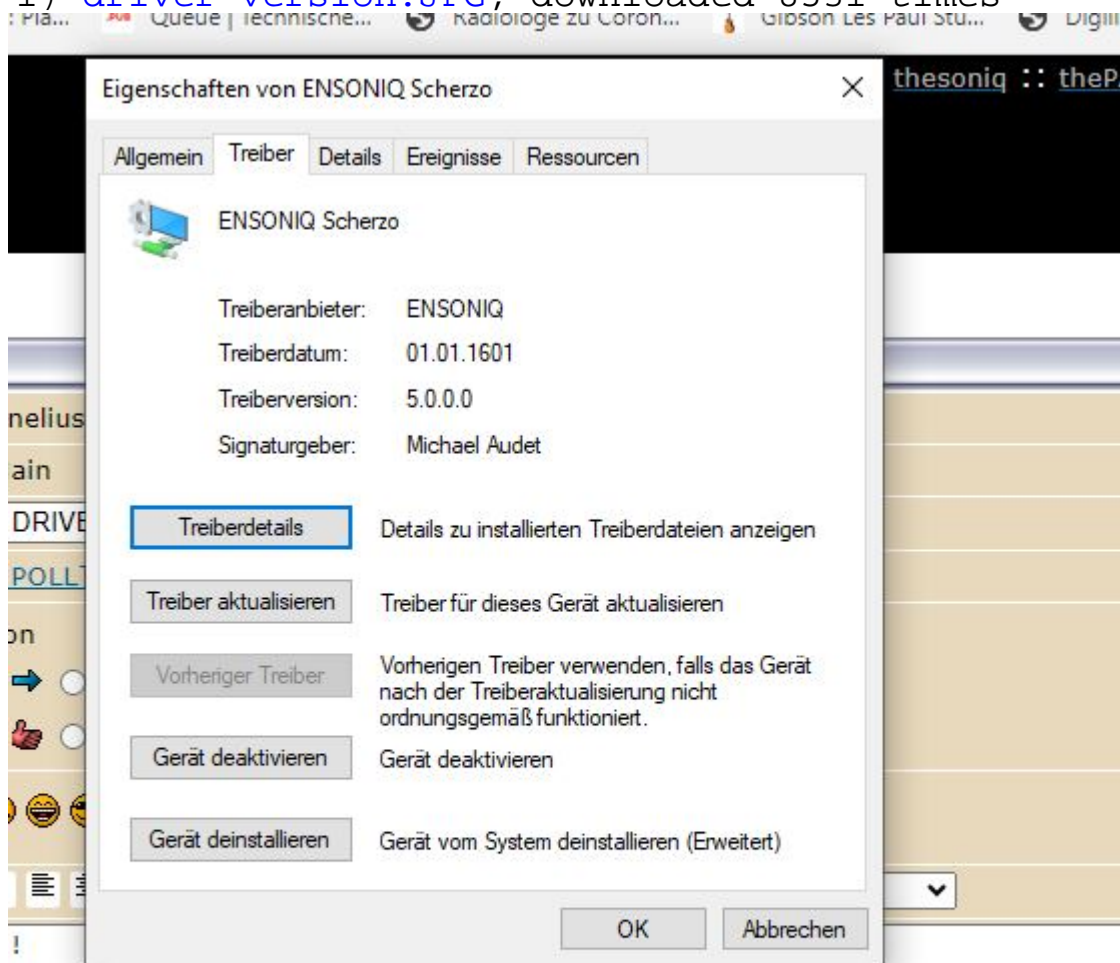 : Pla... Queue | Technische... Radiologe zu Coron... Gibson Les Paul Stu...
Eigenschaften von ENSONIQ Scherzo
thesoniq :: theP
Allgemein Treiber Details Ereignisse Ressourcen
ENSONIQ Scherzo
Treiberanbieter: ENSONIQ
Treiberdatum: 01.01.1601
Treiberversion: 5.0.0.0
nelius
Signaturgeber: Michael Audet
ain
DRIVE
Treiberdetails Details zu installierten Treiberdateien anzeigen
POLL
Treiber aktualisieren Treiber für dieses Gerät aktualisieren
on
Vorheriger Treiber Vorherigen Treiber verwenden, falls das Gerät
nach der Treiberaktualisierung nicht
ordnungsgemäß funktioniert.
Gerät deaktivieren Gerät deaktivieren
Gerät deinstallieren Gerät vom System deinstallieren (Erweitert)
OK Abbrechen
!